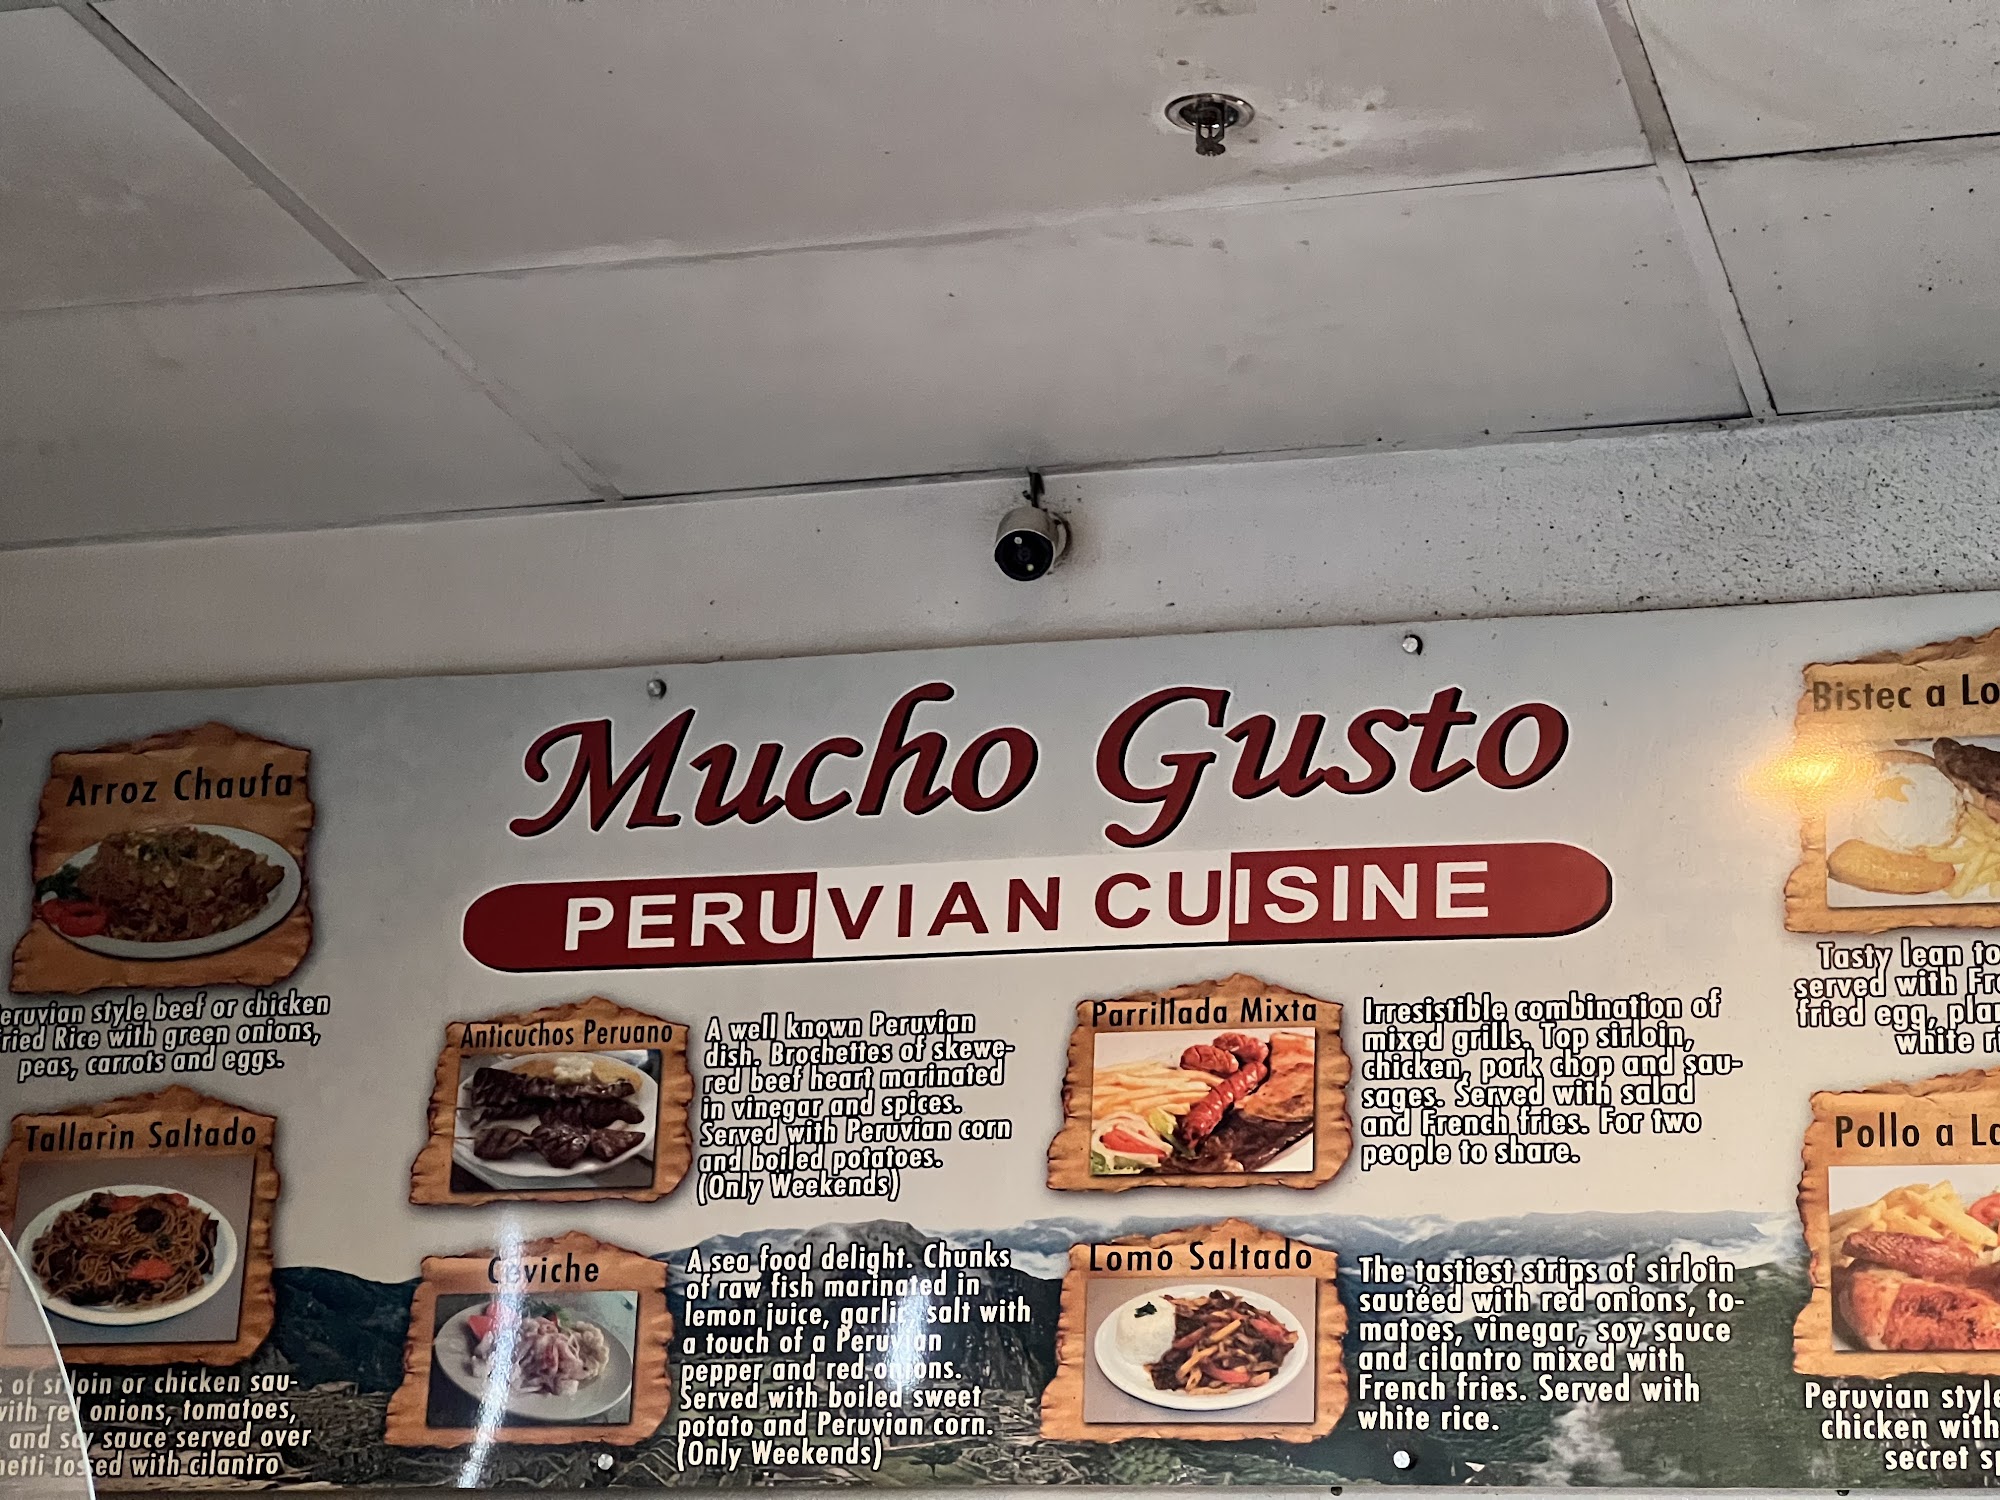 Mucho Gusto
PERUVIAN CUISINE
Arroz Chaufa
style beef or chicken
Rice with green onions,
peas, carrots and eggs.
Tallarin Saltado
or chicken sau-
onions, tomatoes,
and soy sauce served over
tossed with cilantro
Anticuchos Peruano
A well known Peruvian
dish. Brochettes of skewe-
red beef heart marinated
in vinegar and spices.
Served with Peruvian corn
and boiled potatoes.
(Only Weekends)
Ceviche
A sea food delight. Chunks
of raw fish marinated in
lemon juice, garlic, salt with
a touch of a Peruvian
pepper and red onions.
Served with boiled sweet
potato and Peruvian corn.
(Only Weekends)
Parrillada Mixta
Irresistible combination of
mixed grills. Top sirloin,
chicken, pork chop and sau-
sages. Served with salad
and French fries. For two
people to share.
Lomo Saltado
The tastiest strips of sirloin
sautéed with red onions, to-
matoes, vinegar, soy sauce
and cilantro mixed with
French fries. Served with
white rice.
Bistec a Lo
Tasty lean
served with
fried egg,
white
Pollo a
Peruvian style
chicken with
secret